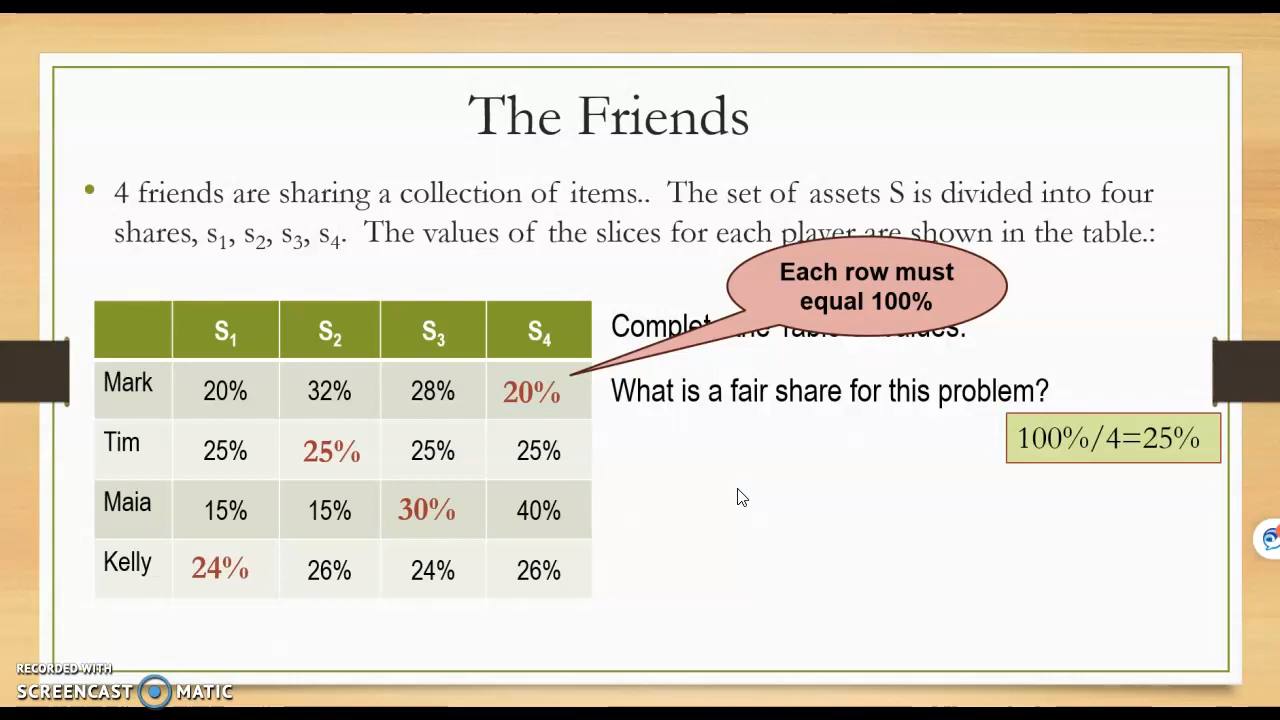 The Friends
4 friends are sharing a collection of items.. The set of assets S is divided into four
shares, s1, s2, s3, s4. The values of the slices for each player are shown in the table.:
Each row must
equal 100%
S1 S2 S3 S4
Mark 20% 32% 28% 20%
Tim 25% 25% 25% 25%
Maia 15% 15% 30% 40%
Kelly 24% 26% 24% 26%
What is a fair share for this problem?
100%/4=25%
RECORDED WITH
SCREENCAST MATIC